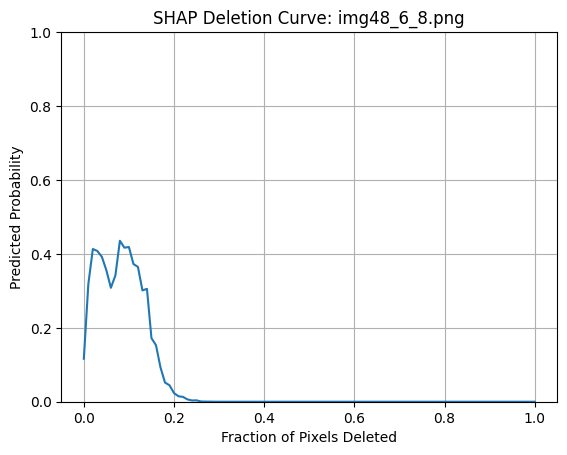 SHAP Deletion Curve: img48_6_8.png
1.0
0.8
0.6
0.4
0.2
0.0
Predicted Probability
0.0 0.2 0.4 0.6 0.8 1.0
Fraction of Pixels Deleted